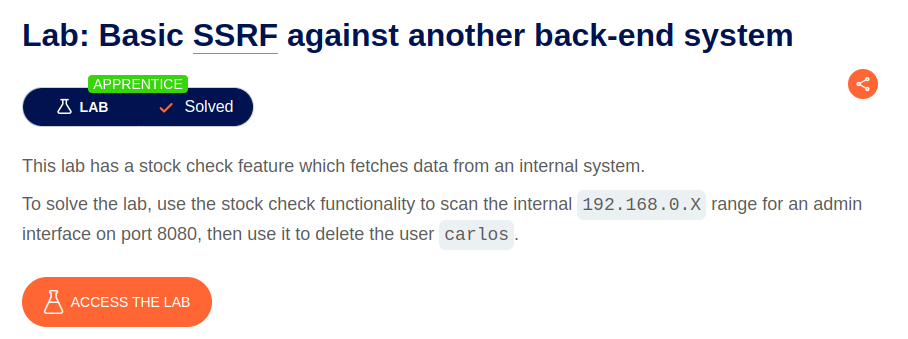 Lab: Basic SSRF against another back-end system
APPRENTICE
LAB Solved
This lab has a stock check feature which fetches data from an internal system.
To solve the lab, use the stock check functionality to scan the internal 192.168.0.X range for an admin
interface on port 8080, then use it to delete the user carlos.
ACCESS THE LAB